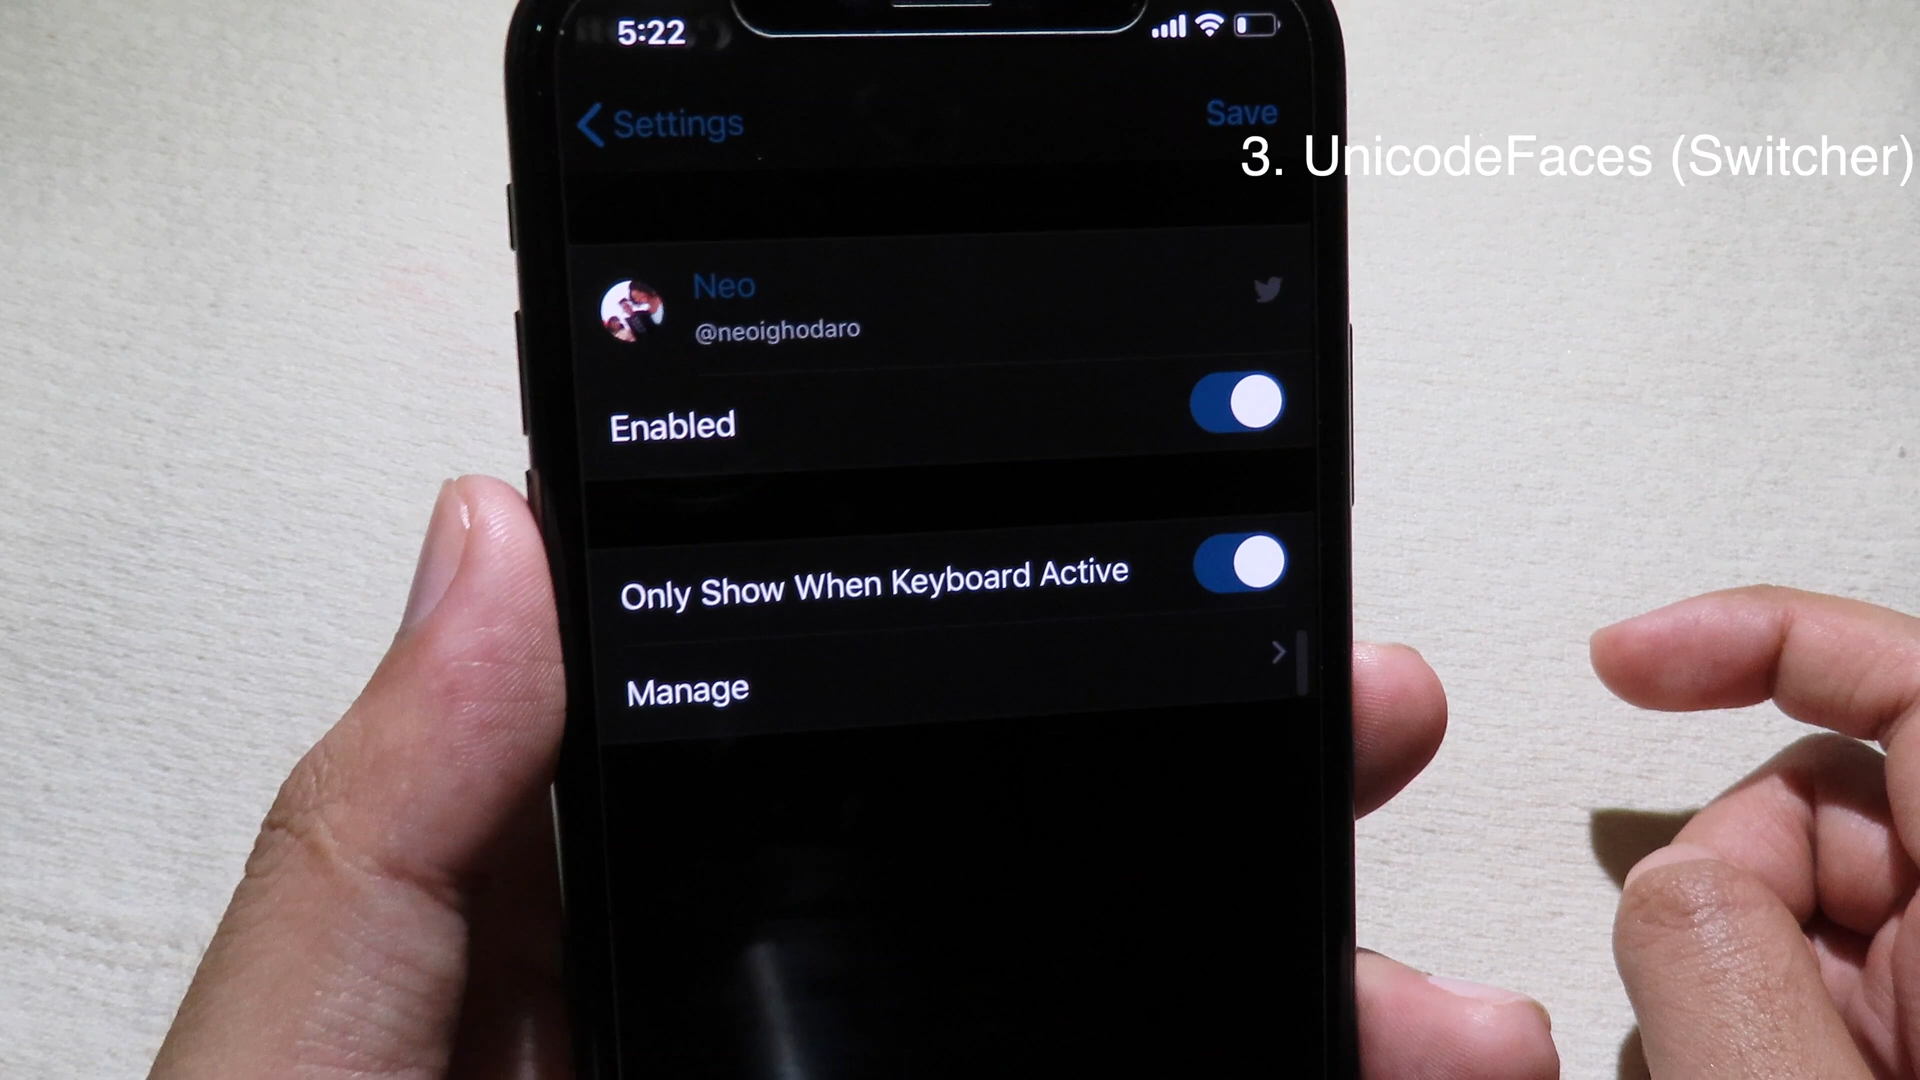 5:22
Settings
Save
3. UnicodeFaces (Switcher)
Neo
@neoighodaro
Enabled
Only Show When Keyboard Active
Manage